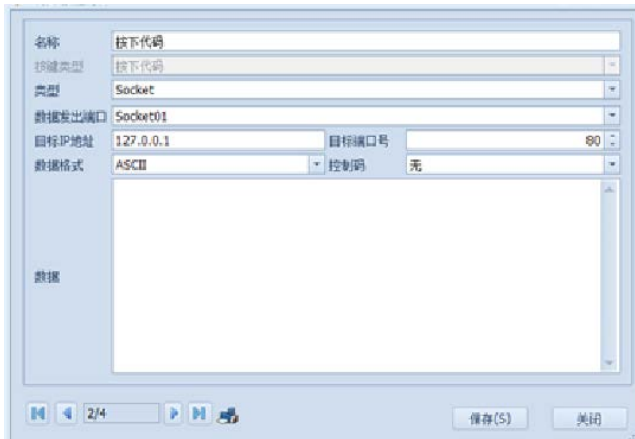 名称 按下代码
按键类型 按下代码
类型 Socket
数据发出端口 Socket01
目标IP地址 127.0.0.1 目标端口号 80
数据格式 ASCII 控制码 无
数据
2/4 保存(S) 关闭